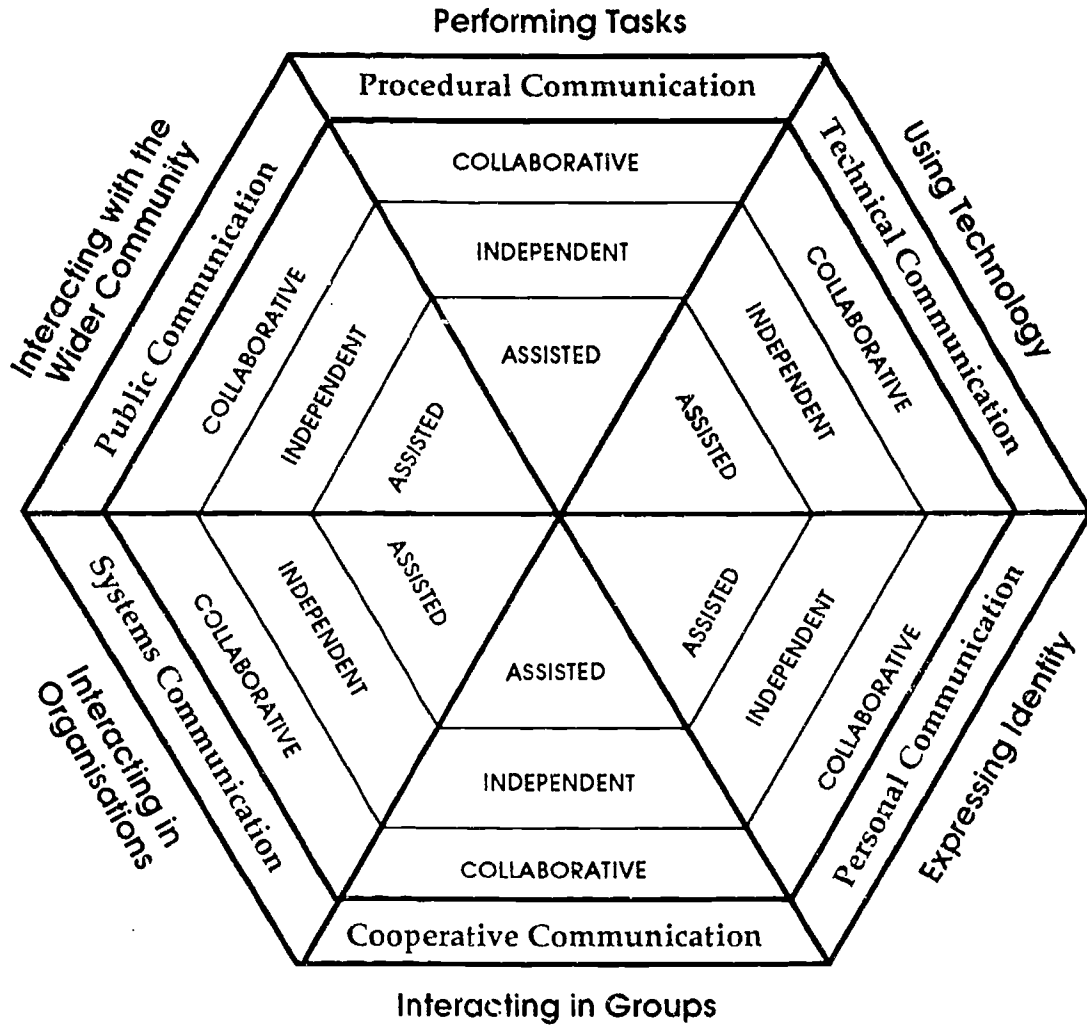 Performing Tasks
Procedural Communication
COLLABORATIVE
INDEPENDENT
ASSISTED
Using Technology
Technical Communication
COLLABORATIVE
INDEPENDENT
ASSISTED
Expressing Identity
Personal Communication
COLLABORATIVE
INDEPENDENT
ASSISTED
Interacting in Groups
Cooperative Communication
COLLABORATIVE
INDEPENDENT
ASSISTED
Interacting in
Organisations
Systems Communication
COLLABORATIVE
INDEPENDENT
ASSISTED
Interacting with the
Wider Community
Public Communication
COLLABORATIVE
INDEPENDENT
ASSISTED